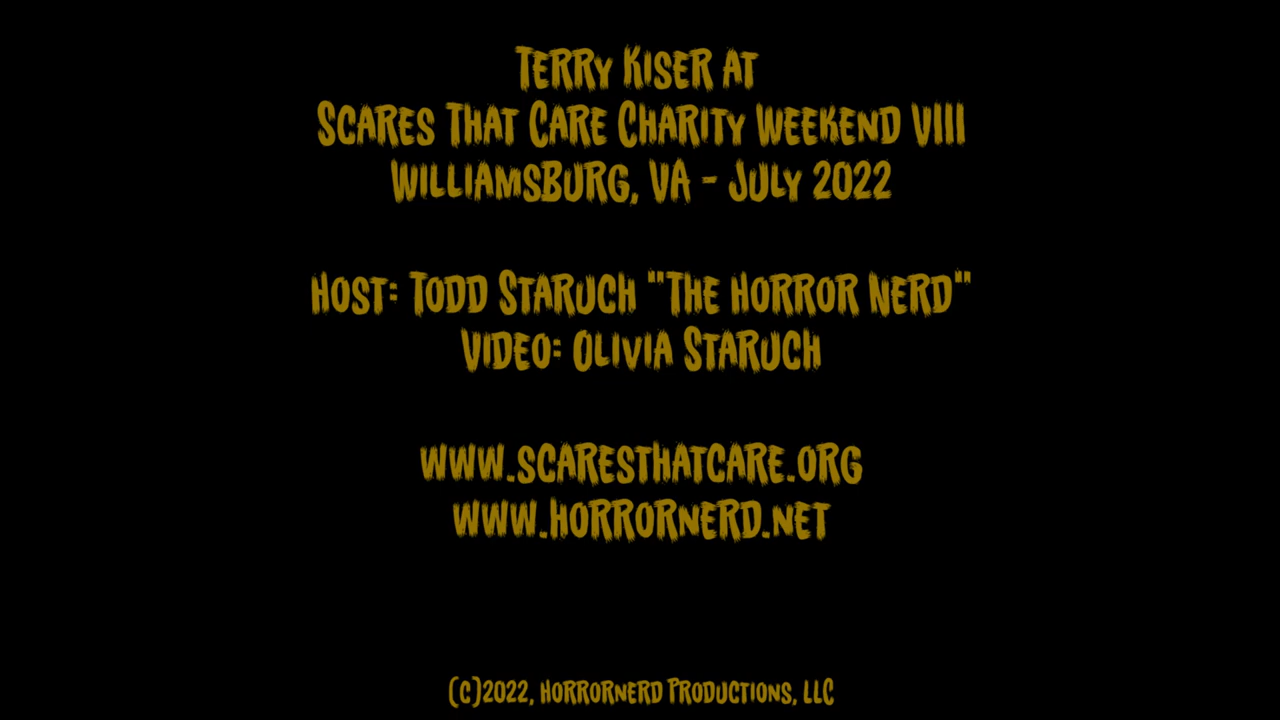 Terry Kiser at
Scares That Care Charity Weekend VIII
Williamsburg, VA - July 2022
Host: Todd Staruch "The Horror Nerd"
Video: Olivia Staruch
www.scaresthatcare.org
www.horrornerd.net
(c)2022, HorrorNerd Productions, LLC